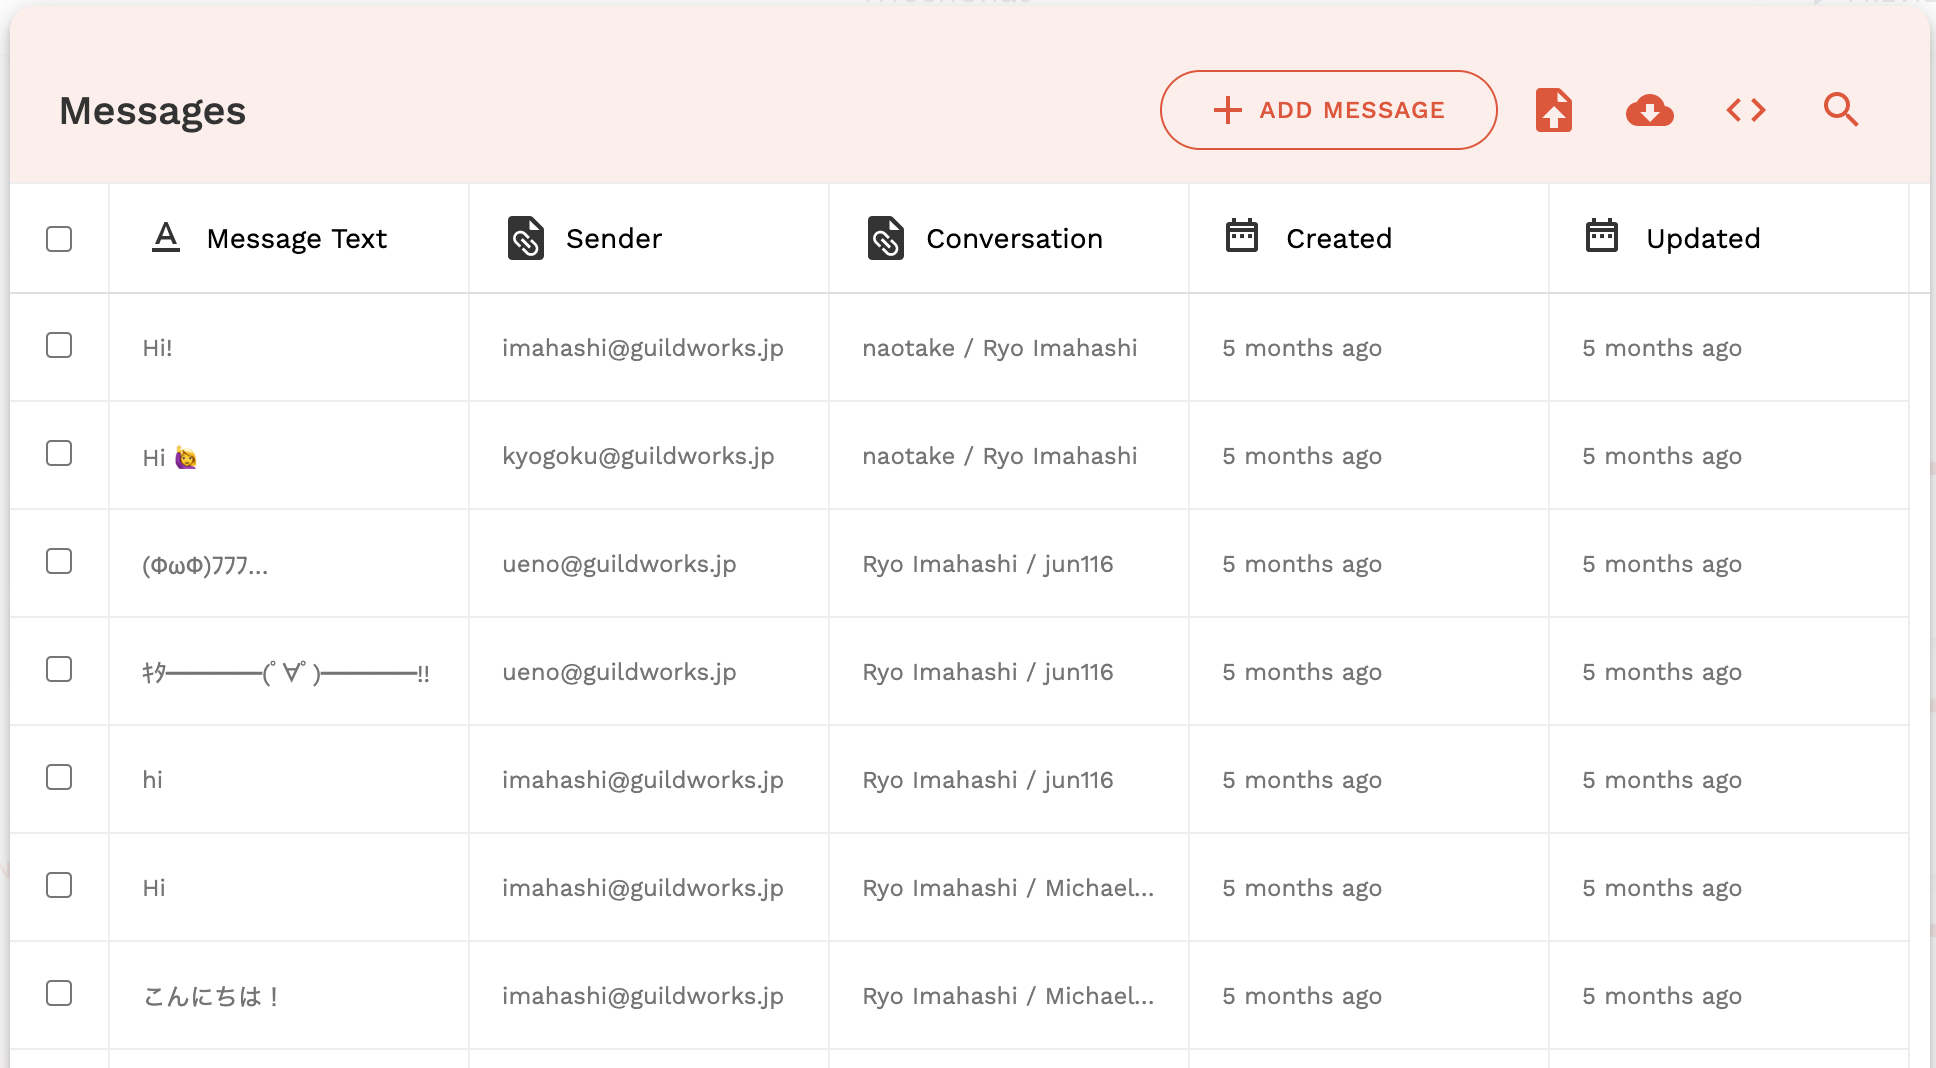 Messages
ADD MESSAGE
Message Text Sender Conversation Created Updated
Hi! imahashi@guildworks.jp naotake / Ryo Imahashi 5 months ago 5 months ago
Hi 🙋 kyogoku@guildworks.jp naotake / Ryo Imahashi 5 months ago 5 months ago
(ΦωΦ)ﾌﾌﾌ… ueno@guildworks.jp Ryo Imahashi / jun116 5 months ago 5 months ago
ｷﾀ━━━━(ﾟ∀ﾟ)━━━━!! ueno@guildworks.jp Ryo Imahashi / jun116 5 months ago 5 months ago
hi imahashi@guildworks.jp Ryo Imahashi / jun116 5 months ago 5 months ago
Hi imahashi@guildworks.jp Ryo Imahashi / Michael... 5 months ago 5 months ago
こんにちは！ imahashi@guildworks.jp Ryo Imahashi / Michael... 5 months ago 5 months ago